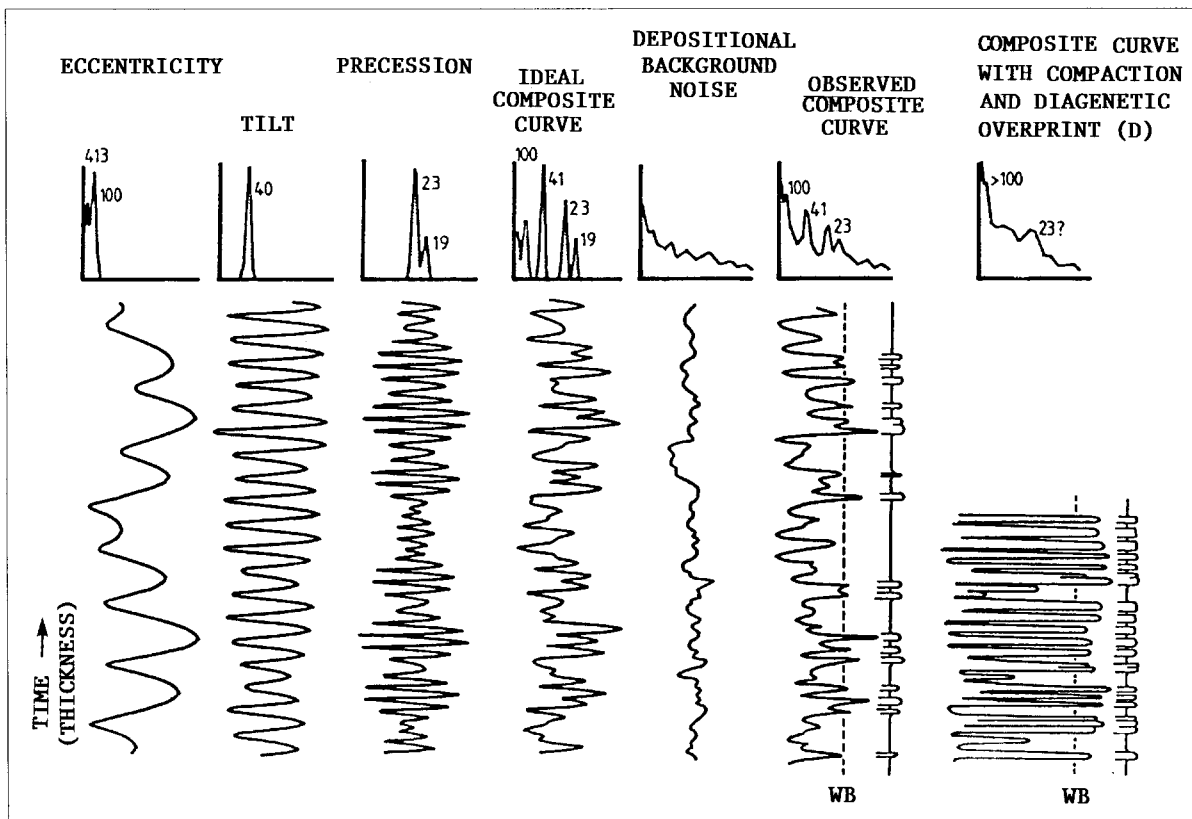 ECCENTRICITY
TILT
PRECESSION
IDEAL
COMPOSITE
CURVE
DEPOSITIONAL
BACKGROUND
NOISE
OBSERVED
COMPOSITE
CURVE
COMPOSITE CURVE
WITH COMPACTION
AND DIAGENETIC
OVERPRINT (D)
413
100
40
23
19
100
41
23
19
100
41
23
>100
23?
TIME →
(THICKNESS)
WB
WB